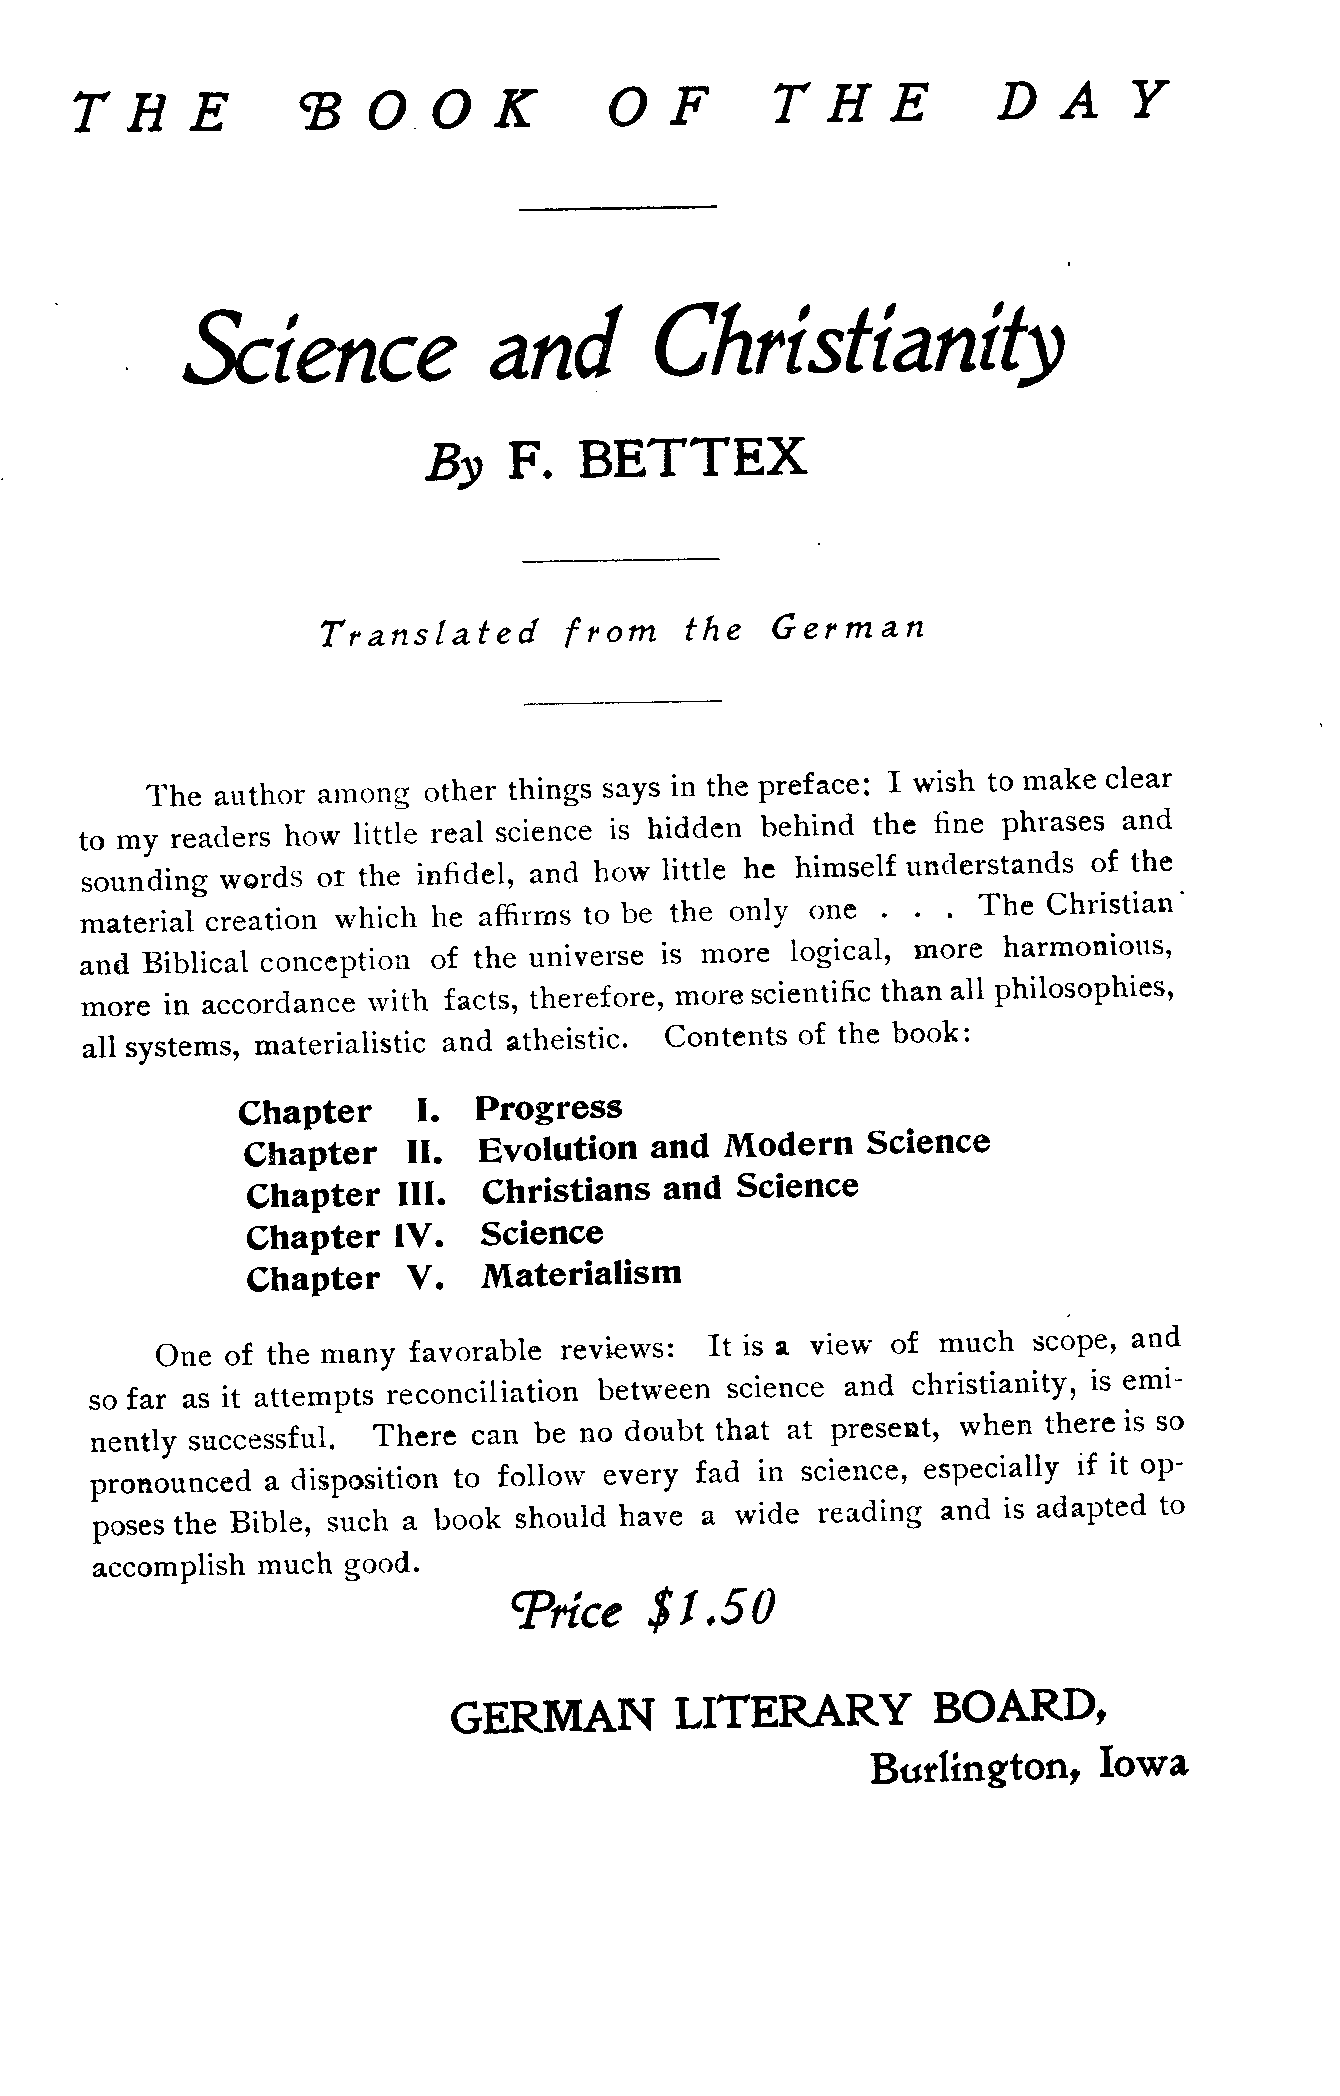 THE BOOK OF THE DAY
Science and Christianity
By F. BETTEX
Translated from the German
The author among other things says in the preface: I wish to make clear
to my readers how little real science is hidden behind the fine phrases and
sounding words of the infidel, and how little he himself understands of the
material creation which he affirms to be the only one . . . The Christian
and Biblical conception of the universe is more logical, more harmonious,
more in accordance with facts, therefore, more scientific than all philosophies,
all systems, materialistic and atheistic. Contents of the book:
Chapter I. Progress
Chapter II. Evolution and Modern Science
Chapter III. Christians and Science
Chapter IV. Science
Chapter V. Materialism
One of the many favorable reviews: It is a view of much scope, and
so far as it attempts reconciliation between science and christianity, is emi-
nently successful. There can be no doubt that at present, when there is so
pronounced a disposition to follow every fad in science, especially if it op-
poses the Bible, such a book should have a wide reading and is adapted to
accomplish much good.
Price $1.50
GERMAN LITERARY BOARD,
Burlington, Iowa